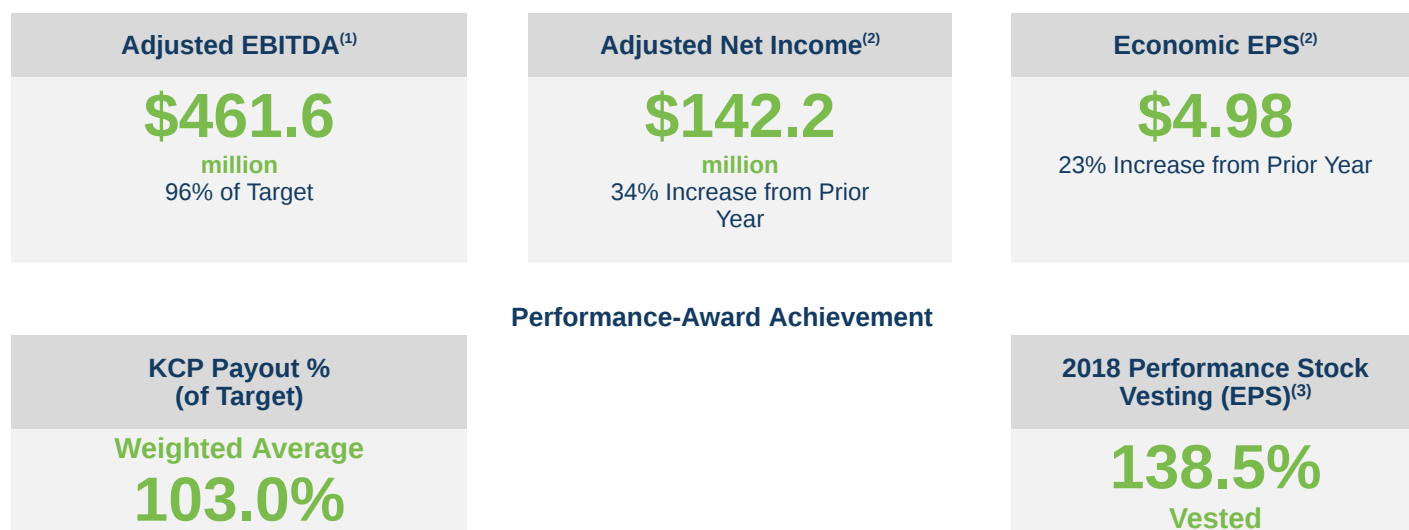 Adjusted EBITDA(1)
$461.6
million
96% of Target
Adjusted Net Income(2)
$142.2
million
34% Increase from Prior
Year
Economic EPS(2)
$4.98
23% Increase from Prior Year
Performance-Award Achievement
KCP Payout %
(of Target)
Weighted Average
103.0%
2018 Performance Stock
Vesting (EPS)(3)
138.5%
Vested